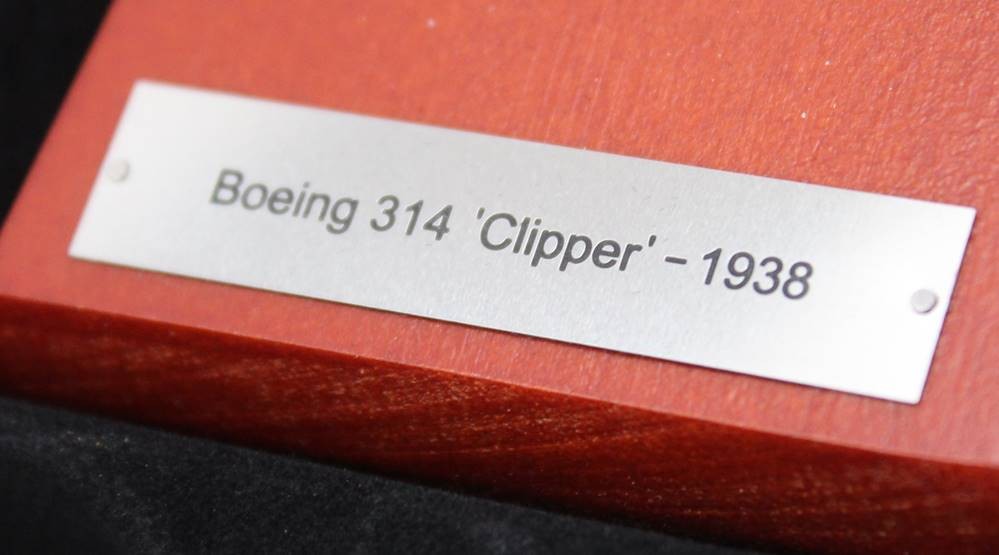 Boeing 314 'Clipper' - 1938